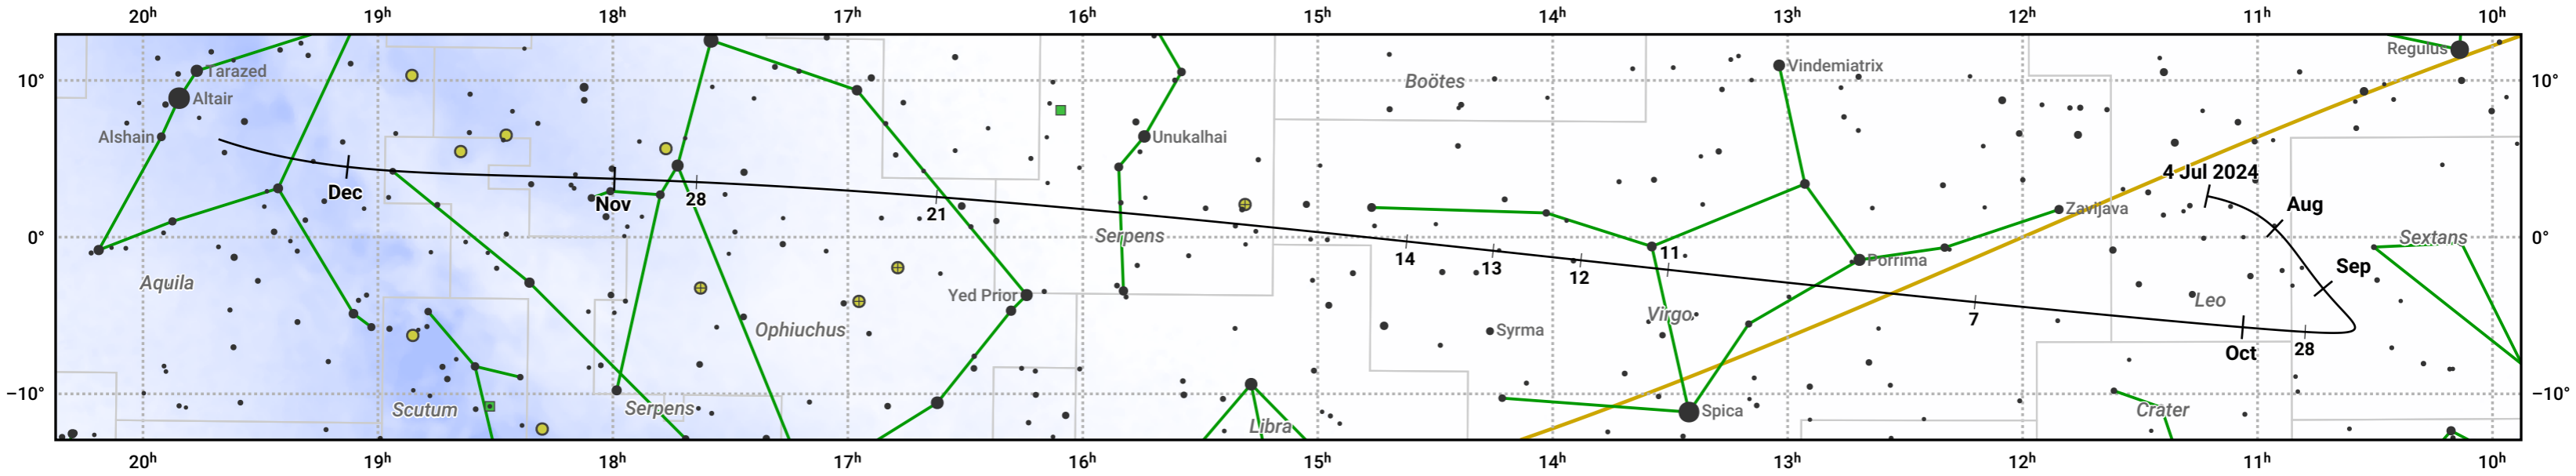 20h 19h 18h 17h 16h 15h 14h 13h 12h 11h 10h
Regulus
Tarazed
Boötes
Vindemiatrix
10° 10°
Altair
Alshain
Unukalhai
4 Jul 2024
Dec
Nov
28
21
Aug
Zavijava
0° 0°
Serpens
Sextans
14
13
12
11
Porrima
Sep
Aquila
Yed Prior
Leo
Ophiuchus
Syrma
Virgo
7
Oct
28
−10° −10°
Scutum
Serpens
Libra
Spica
Crater
20h 19h 18h 17h 16h 15h 14h 13h 12h 11h 10h